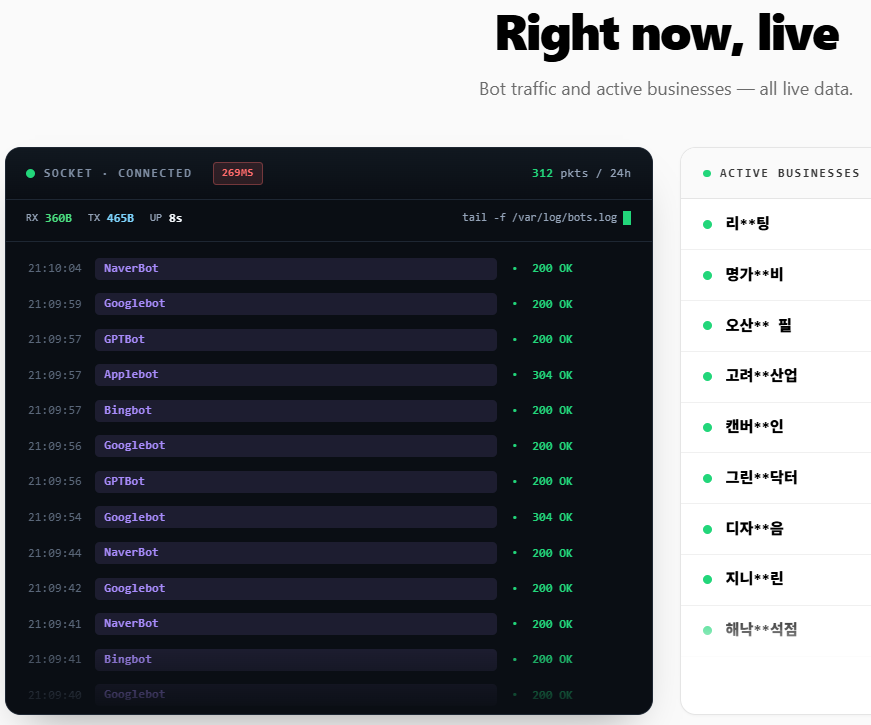 Right now, live
Bot traffic and active businesses — all live data.
SOCKET · CONNECTED 269MS 312 pkts / 24h
RX 360B TX 465B UP 8s tail -f /var/log/bots.log
21:10:04 NaverBot • 200 OK
21:09:59 Googlebot • 200 OK
21:09:57 GPTBot • 200 OK
21:09:57 Applebot • 304 OK
21:09:57 Bingbot • 200 OK
21:09:56 Googlebot • 200 OK
21:09:56 GPTBot • 200 OK
21:09:54 Googlebot • 304 OK
21:09:44 NaverBot • 200 OK
21:09:42 Googlebot • 200 OK
21:09:41 NaverBot • 200 OK
21:09:41 Bingbot • 200 OK
21:09:40 Googlebot • 200 OK
ACTIVE BUSINESSES
리**팅
명가**비
오산** 필
고려**산업
캔버**인
그린**닥터
디자**음
지니**린
해낙**석점